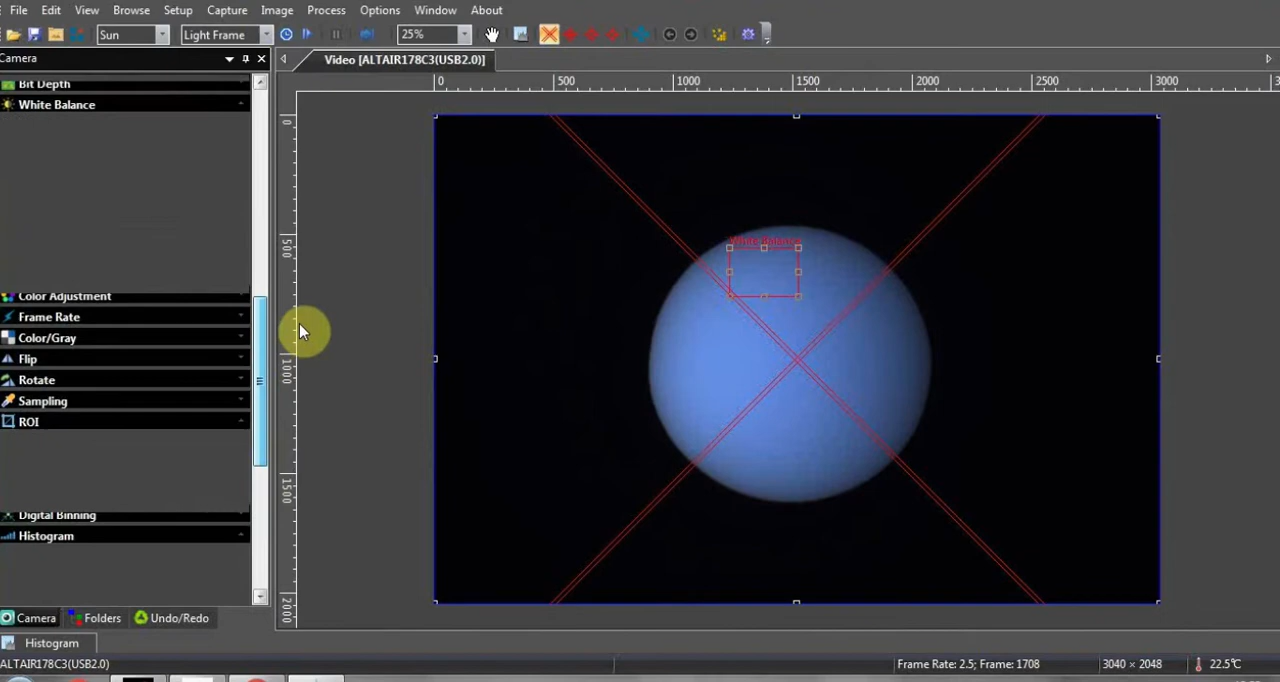 File Edit View Browse Setup Capture Image Process Options Window About
Sun Light Frame 25%
Camera
Video [ALTAIR178C3(USB2.0)]
0 500 1000 1500 2000 2500 3000
Bit Depth
White Balance
Color Adjustment
Frame Rate
Color/Gray
Flip
Rotate
Sampling
ROI
Digital Binning
Histogram
0
500
1000
1500
2000
White Balance
Camera Folders Undo/Redo
Histogram
ALTAIR178C3(USB2.0) Frame Rate: 2.5; Frame: 1708 3040 × 2048 22.5℃